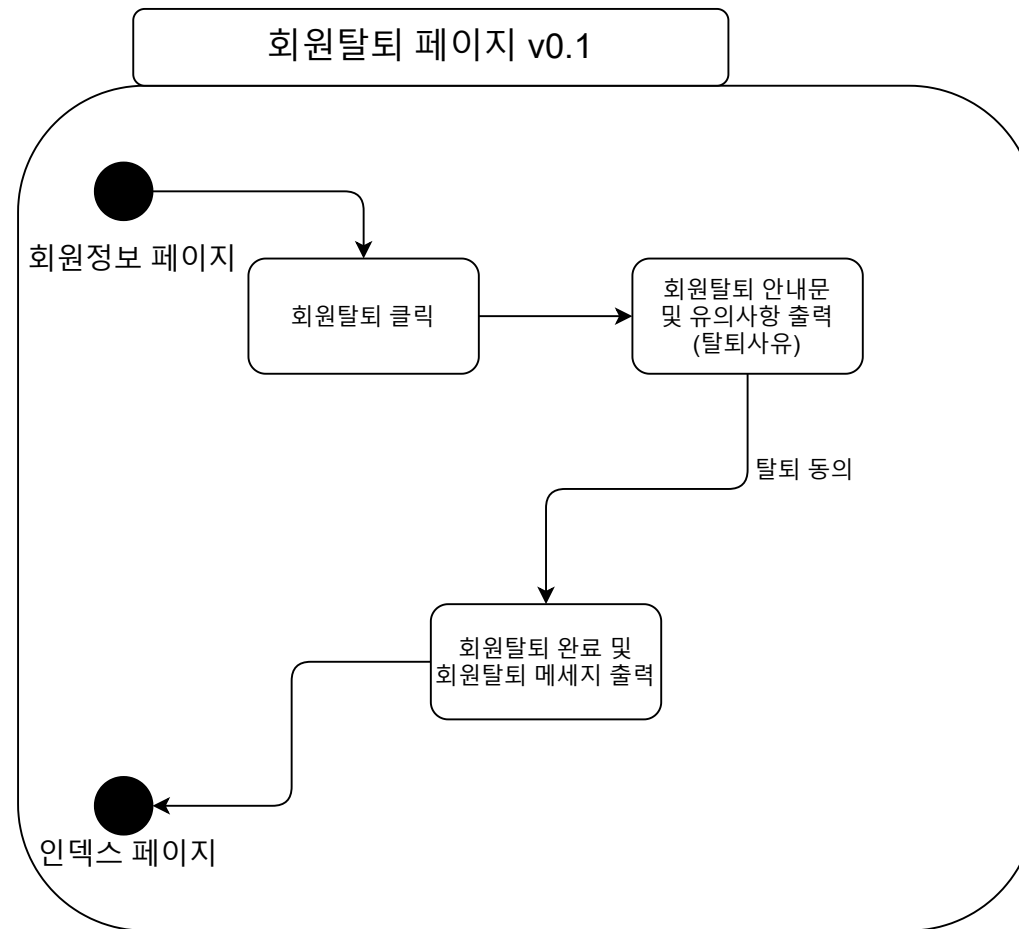 회원탈퇴 페이지 v0.1
회원정보 페이지
회원탈퇴 클릭
회원탈퇴 안내문
및 유의사항 출력
(탈퇴사유)
탈퇴 동의
회원탈퇴 완료 및
회원탈퇴 메세지 출력
인덱스 페이지